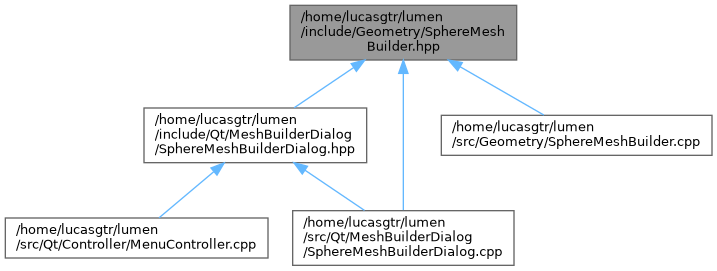 /home/lucasgtr/lumen
/include/Geometry/SphereMesh
Builder.hpp
/home/lucasgtr/lumen
/include/Qt/MeshBuilderDialog
/SphereMeshBuilderDialog.hpp
/home/lucasgtr/lumen
/src/Geometry/SphereMeshBuilder.cpp
/home/lucasgtr/lumen
/src/Qt/Controller/MenuController.cpp
/home/lucasgtr/lumen
/src/Qt/MeshBuilderDialog
/SphereMeshBuilderDialog.cpp